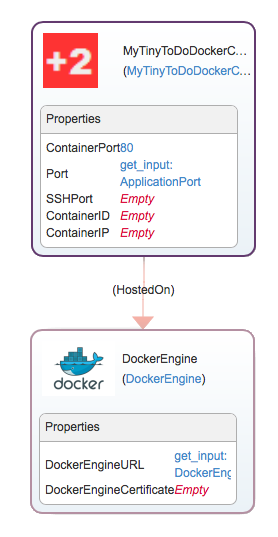 +2
MyTinyToDoDockerC...
(MyTinyToDoDockerC...
Properties
ContainerPort 80
Port get_input:
ApplicationPort
SSHPort Empty
ContainerID Empty
ContainerIP Empty
(HostedOn)
docker
DockerEngine
(DockerEngine)
Properties
DockerEngineURL get_input:
DockerEng
DockerEngineCertificate Empty